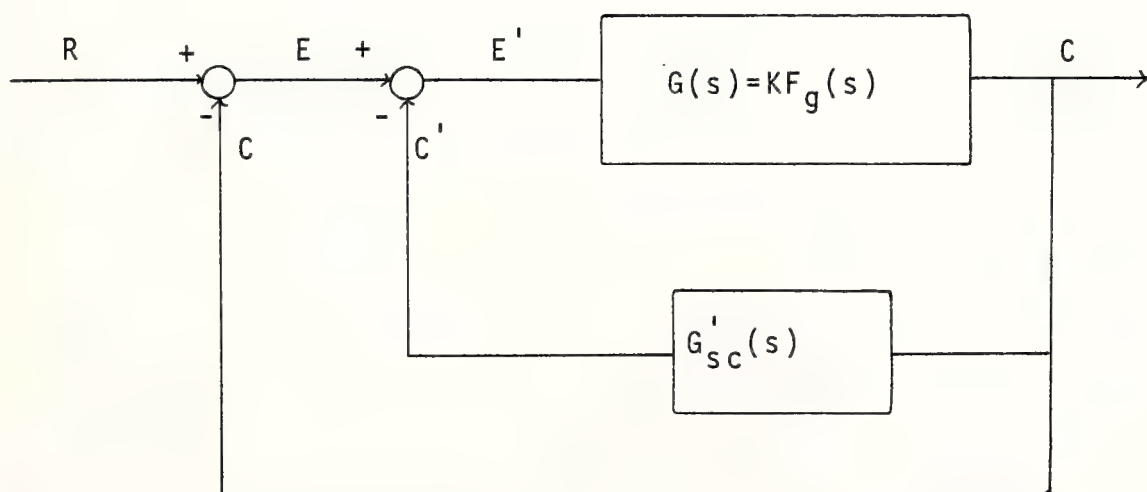 R + E + E' G(s)=KF_g(s) C
- C - C'
G'_sc(s)